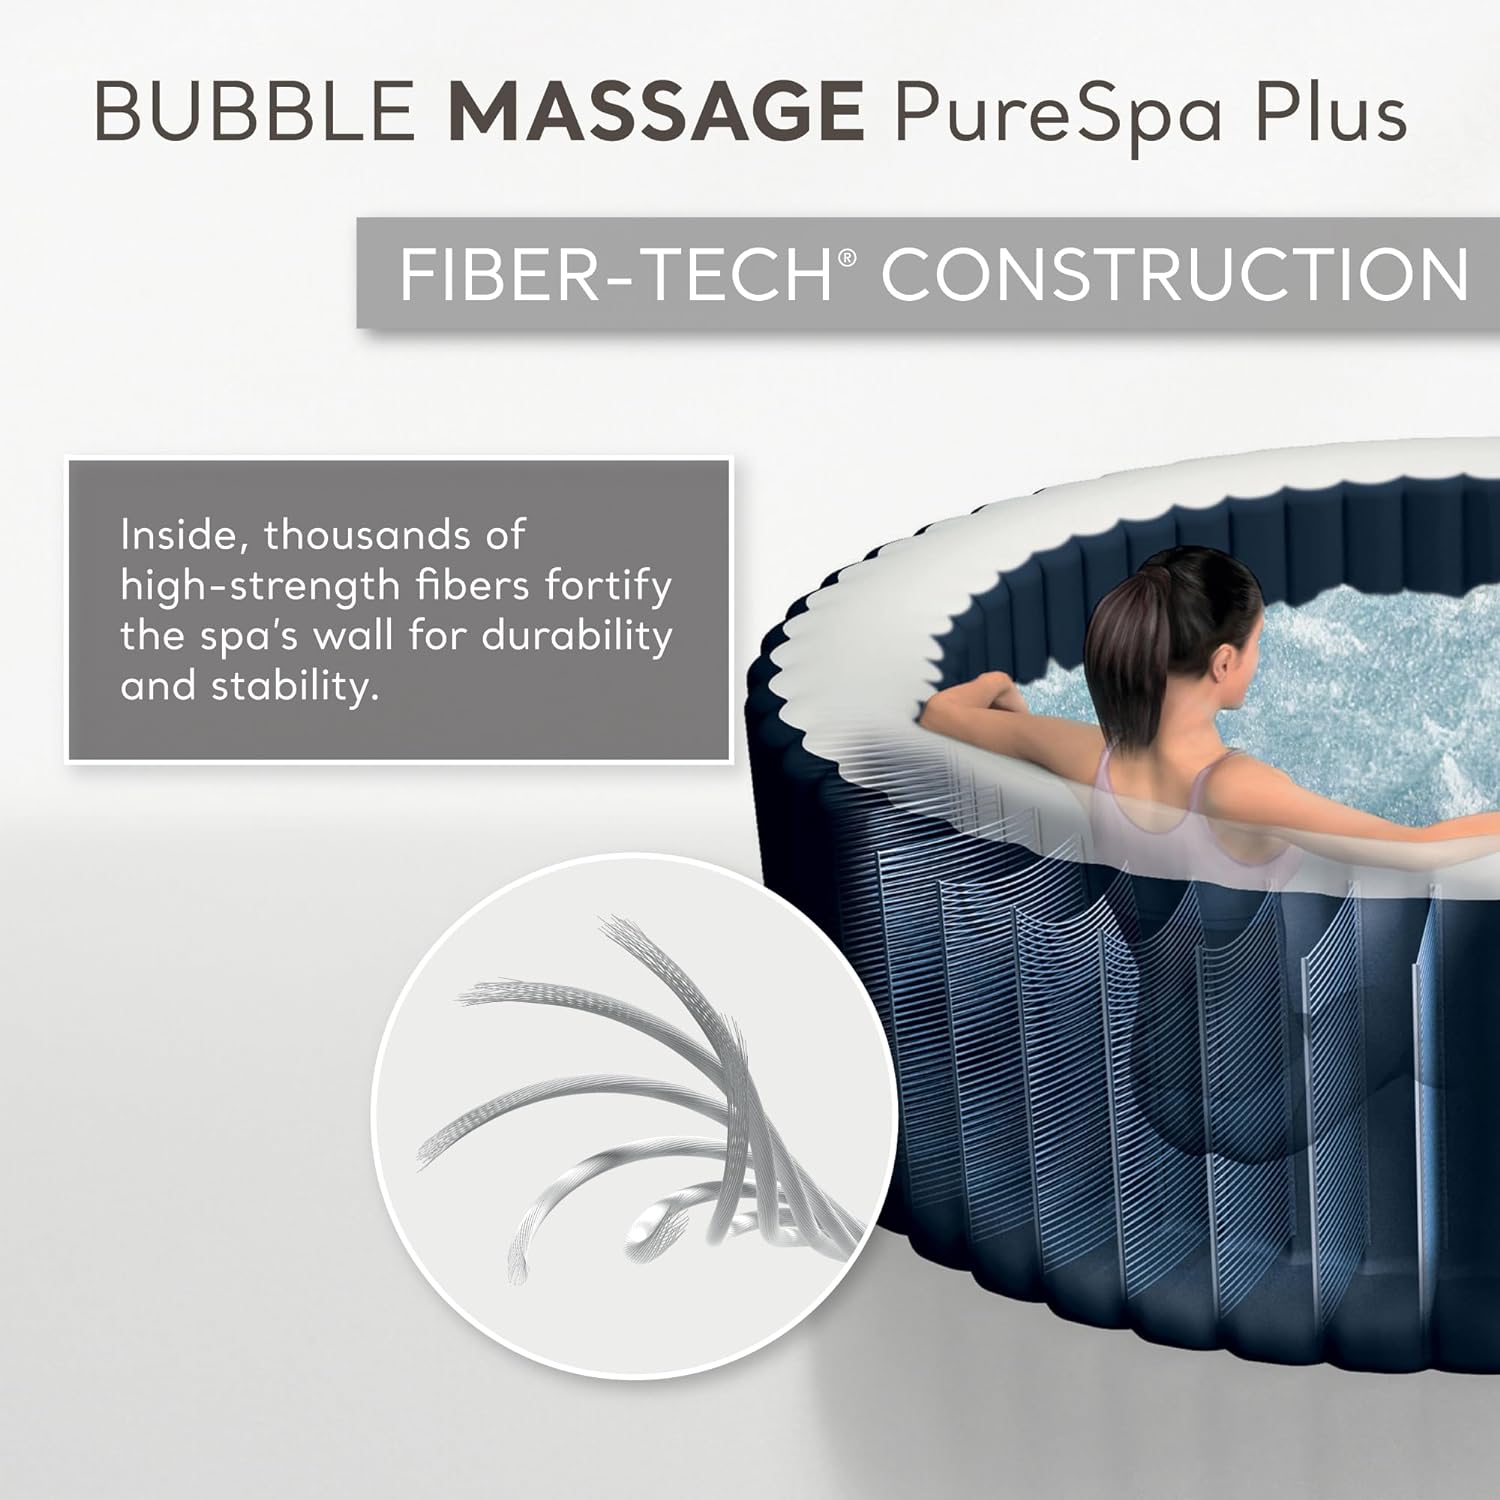 BUBBLE MASSAGE PureSpa Plus
FIBER-TECH® CONSTRUCTION
Inside, thousands of
high-strength fibers fortify
the spa's wall for durability
and stability.